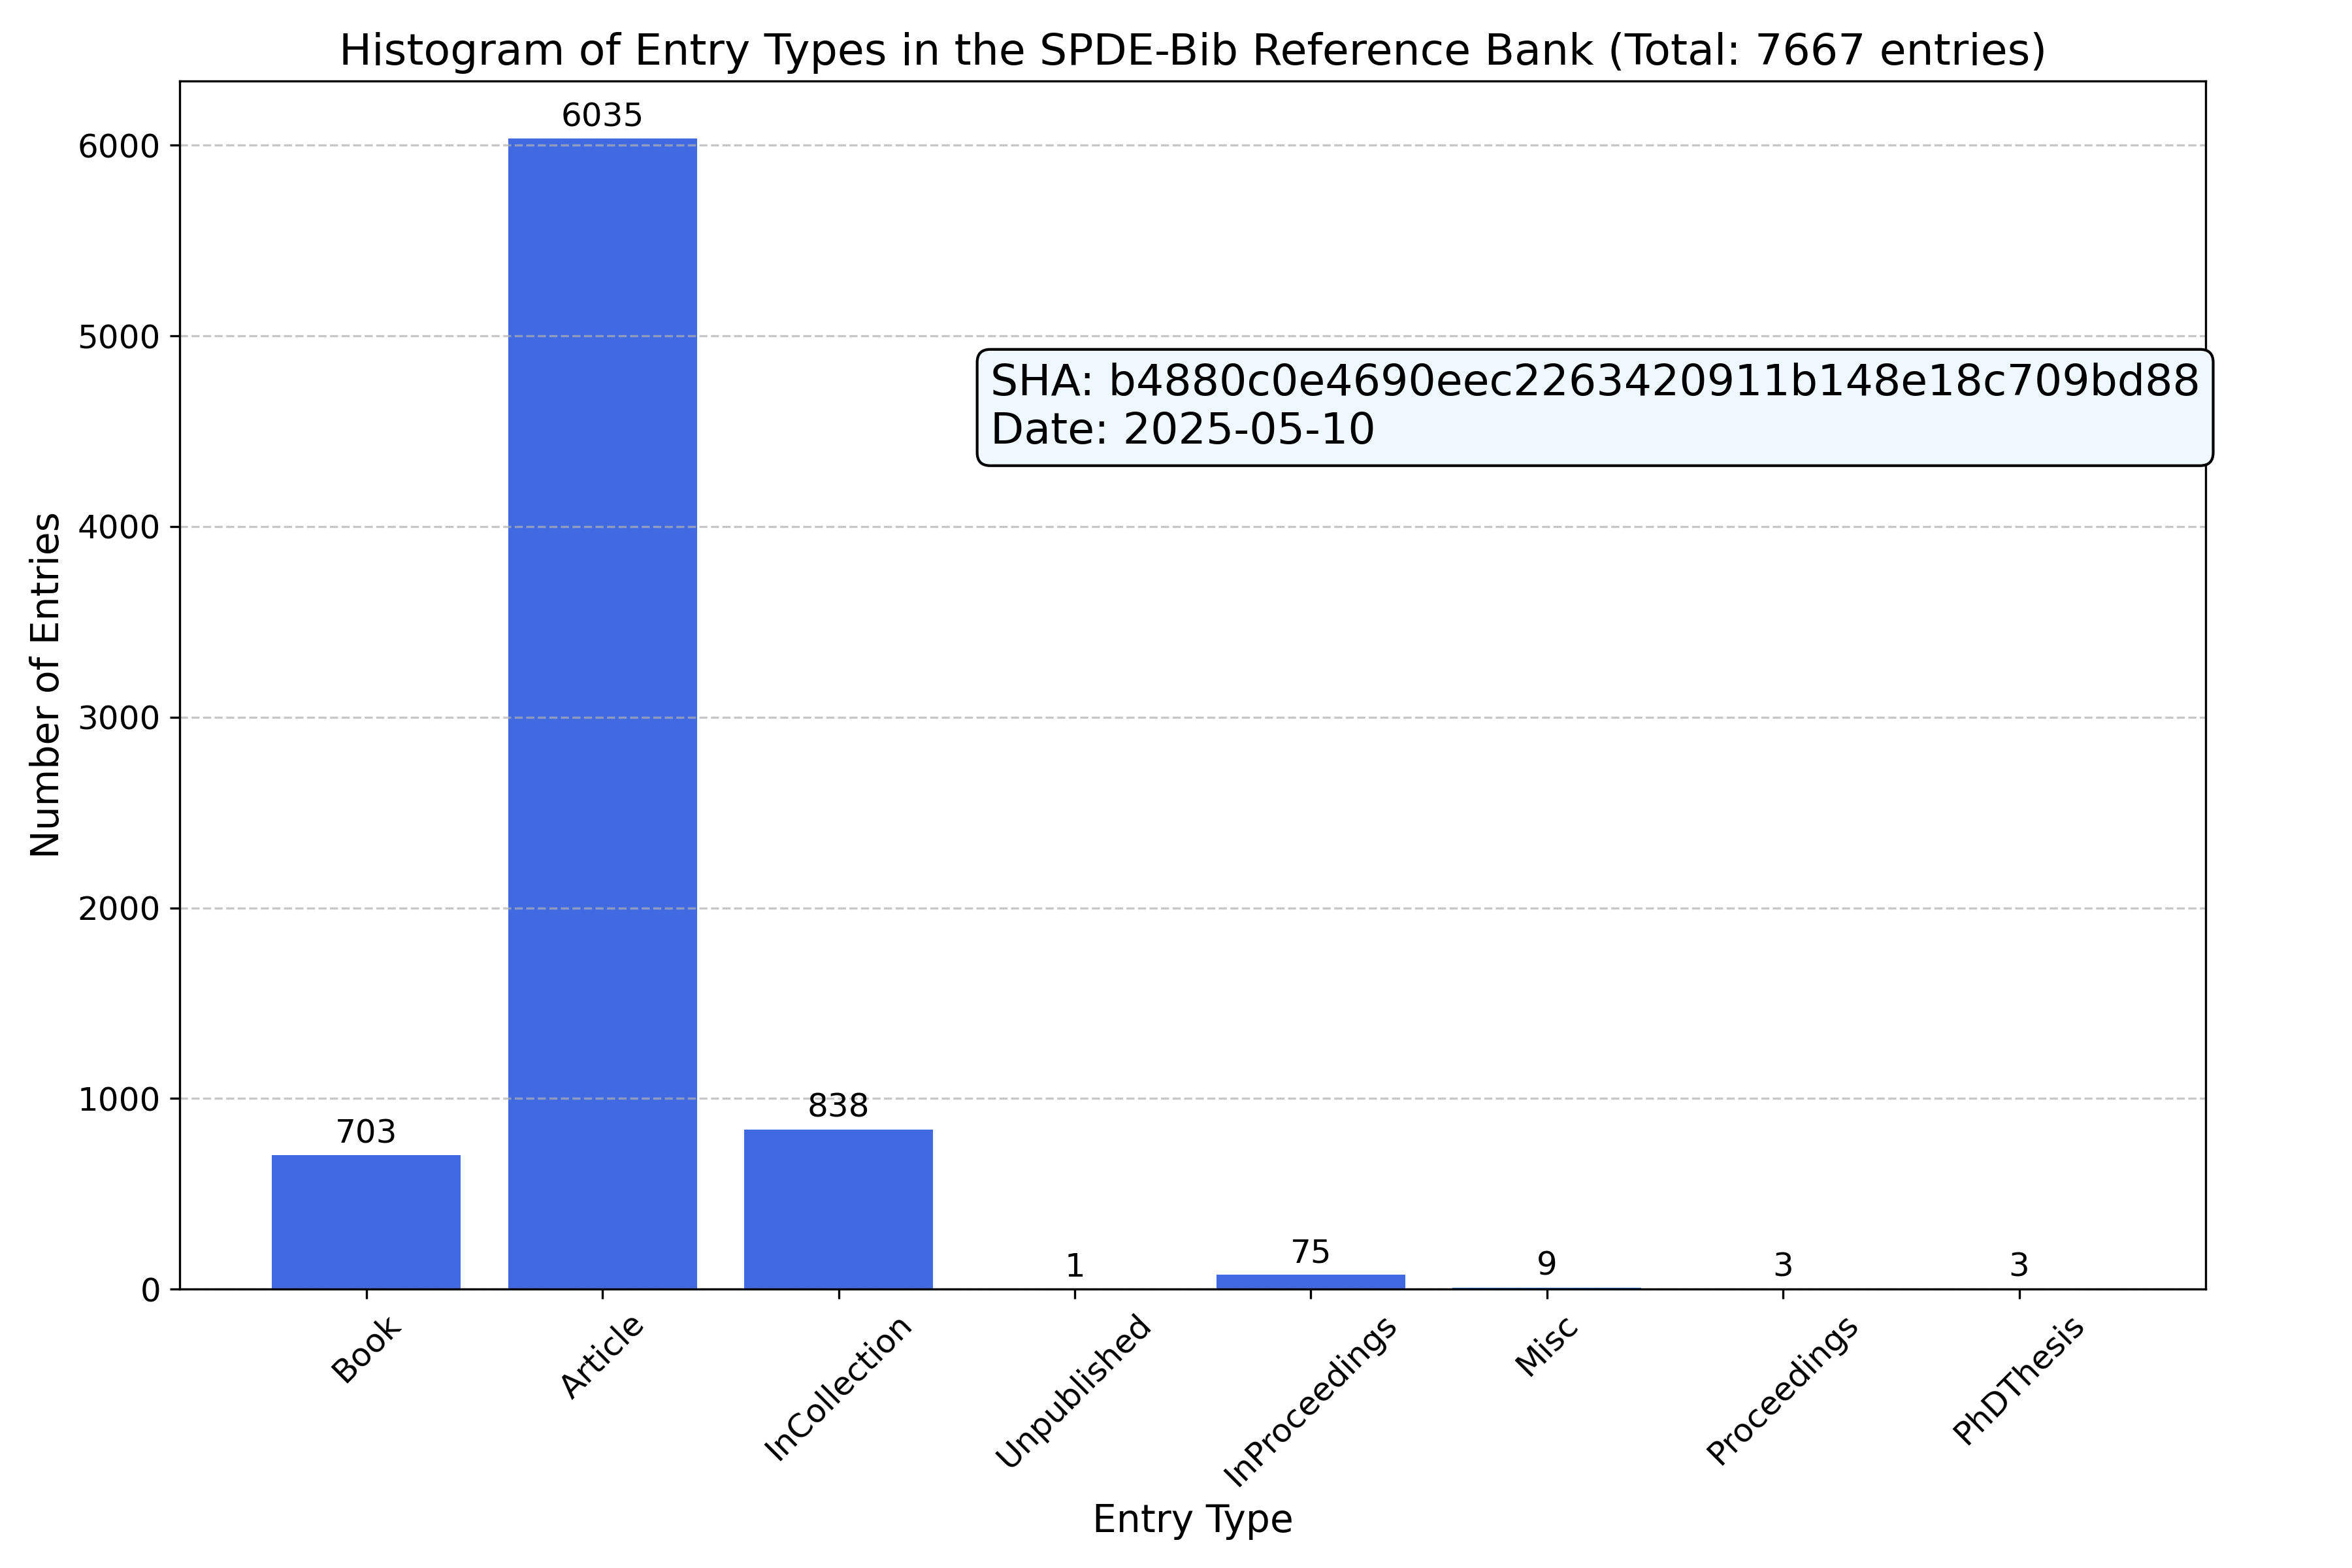 Histogram of Entry Types in the SPDE-Bib Reference Bank (Total: 7667 entries)
Number of Entries
6000
5000
4000
3000
2000
1000
0
703
6035
838
1
75
9
3
3
SHA: b4880c0e4690eec2263420911b148e18c709bd88
Date: 2025-05-10
Book
Article
InCollection
Unpublished
InProceedings
Misc
Proceedings
PhDThesis
Entry Type